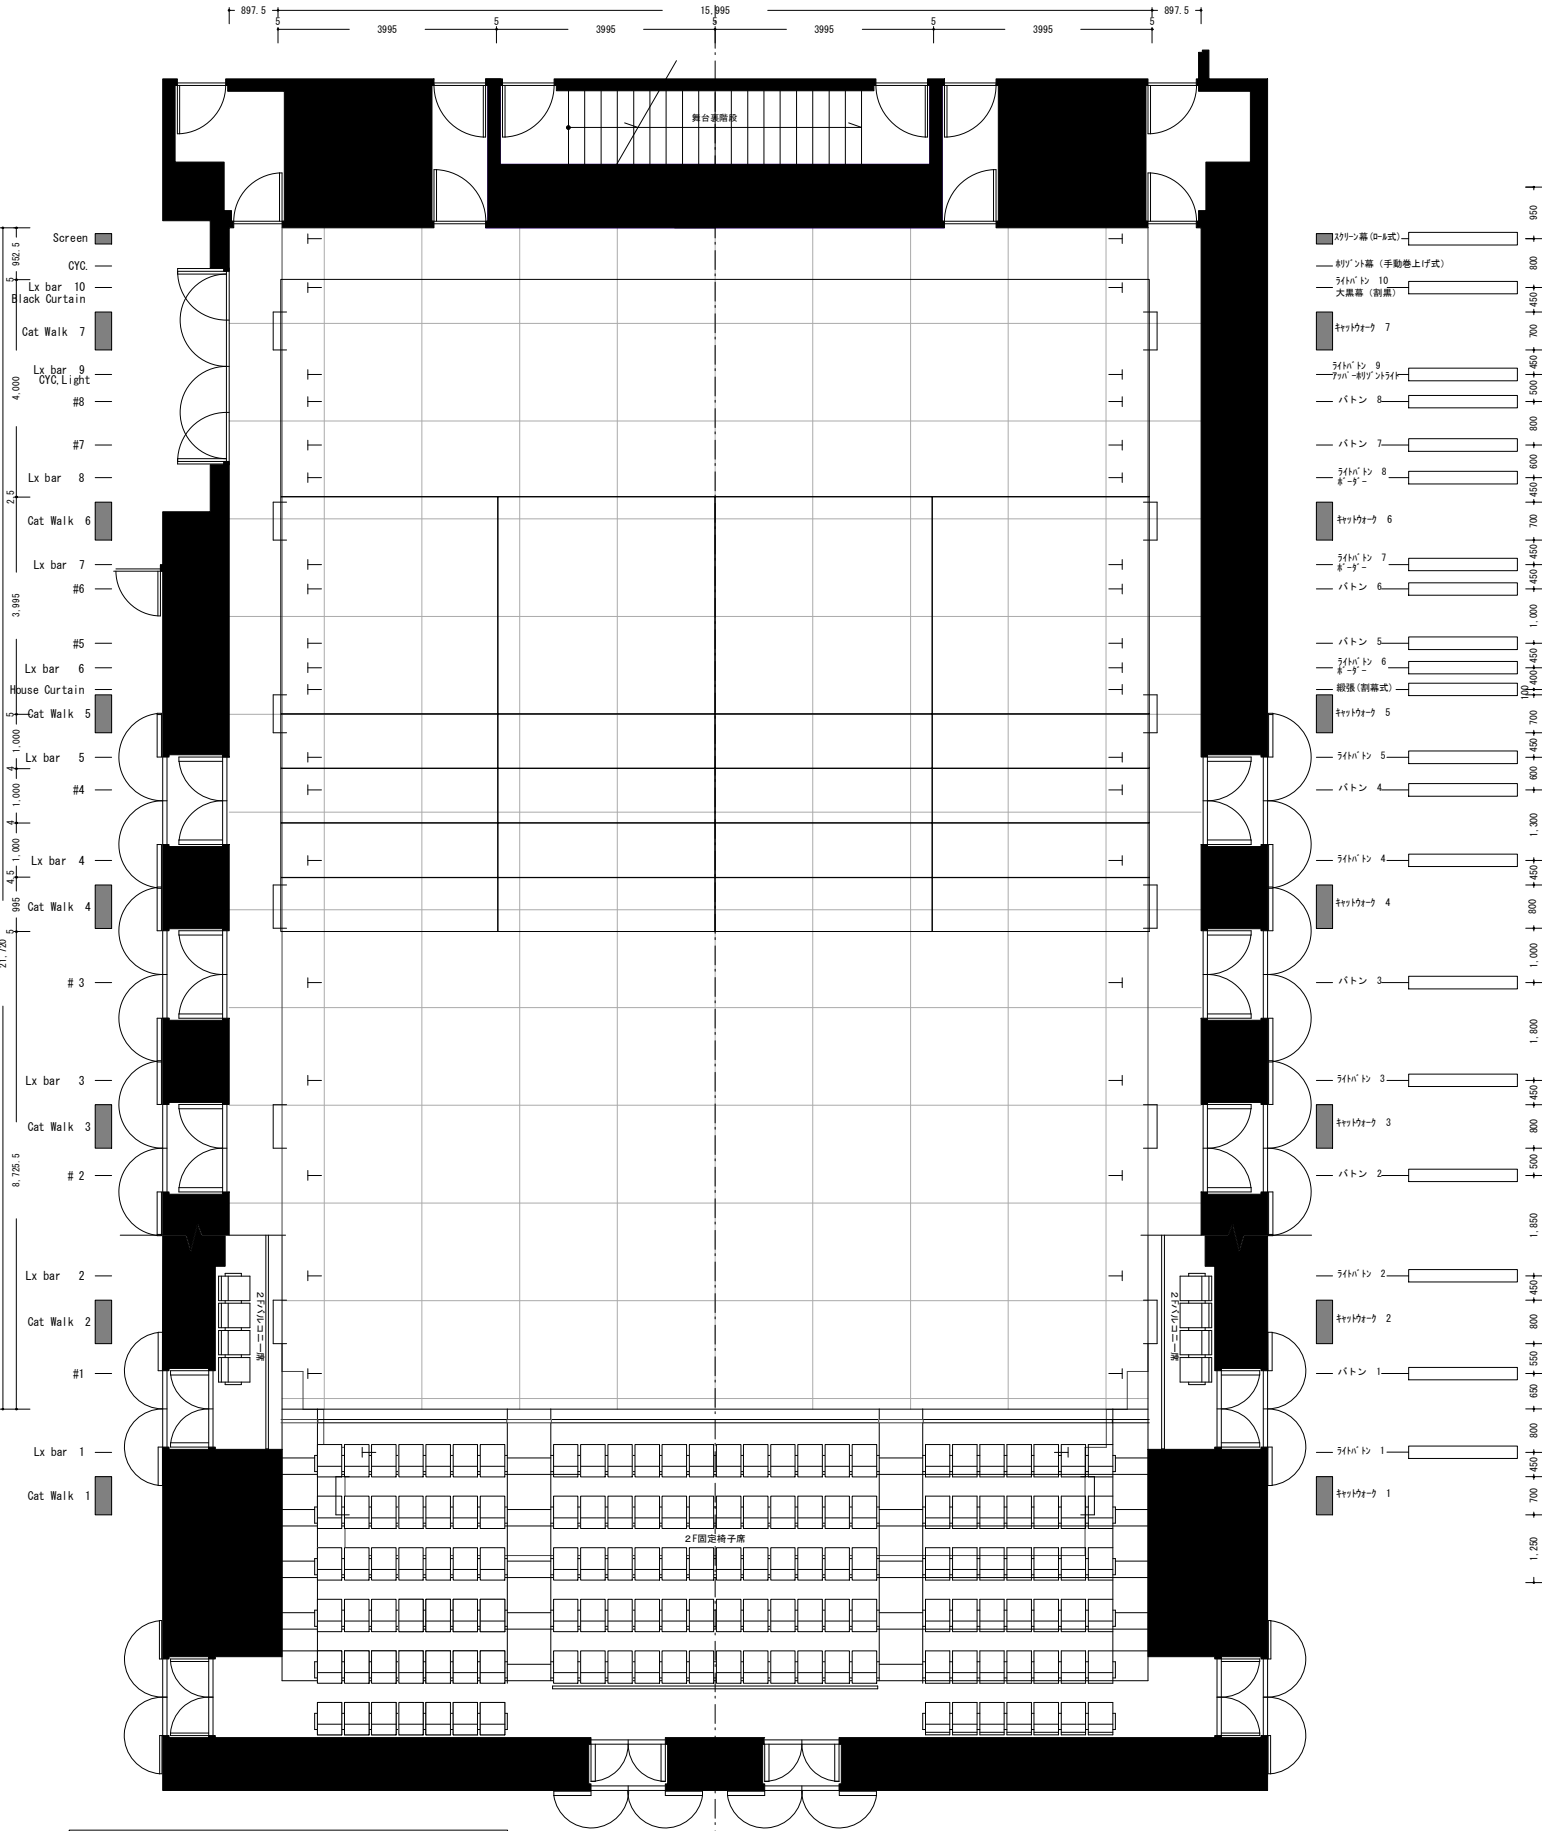 897.5 15,995 897.5
5 5 5 5 5
3995 3995 3995 3995
舞台裏階段
Screen
CYC.
Lx bar 10
Black Curtain
Cat Walk 7
Lx bar 9
CYC,Light
#8
#7
Lx bar 8
Cat Walk 6
Lx bar 7
#6
#5
Lx bar 6
House Curtain
Cat Walk 5
Lx bar 5
#4
Lx bar 4
Cat Walk 4
# 3
Lx bar 3
Cat Walk 3
# 2
Lx bar 2
Cat Walk 2
#1
Lx bar 1
Cat Walk 1
952.5
5
4,000
2.5
3,995
5
1,000
4
1,000
4
1,000
4.5
995
5
21,720
8,725.5
2Fバルコニー席
2Fバルコニー席
2F固定椅子席
スクリーン幕(ロール式)
ホリゾント幕 (手動巻上げ式)
ライトバトン 10
大黒幕 (割黒)
キャットウォーク 7
ライトバトン 9
アッパーホリゾントライト
バトン 8
バトン 7
ライトバトン 8
ボーダー
キャットウォーク 6
ライトバトン 7
ボーダー
バトン 6
バトン 5
ライトバトン 6
ボーダー
緞張(割幕式)
キャットウォーク 5
ライトバトン 5
バトン 4
ライトバトン 4
キャットウォーク 4
バトン 3
ライトバトン 3
キャットウォーク 3
バトン 2
ライトバトン 2
キャットウォーク 2
バトン 1
ライトバトン 1
キャットウォーク 1
950
800
450
700
450
500
800
600
450
700
450
450
1,000
450
400
100
700
450
600
1,300
450
800
1,000
1,800
450
800
500
1,850
450
800
550
650
800
450
700
1,250